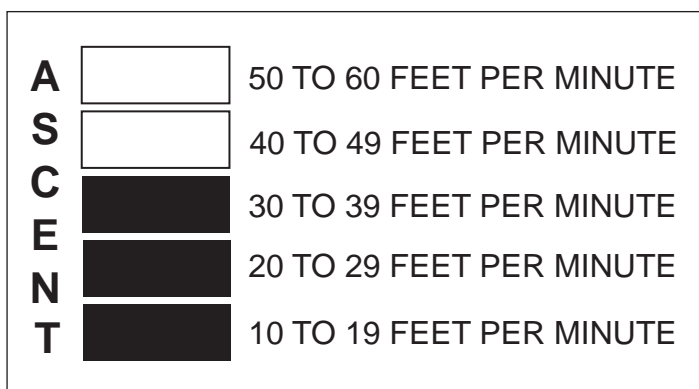 ASCENT
50 TO 60 FEET PER MINUTE
40 TO 49 FEET PER MINUTE
30 TO 39 FEET PER MINUTE
20 TO 29 FEET PER MINUTE
10 TO 19 FEET PER MINUTE